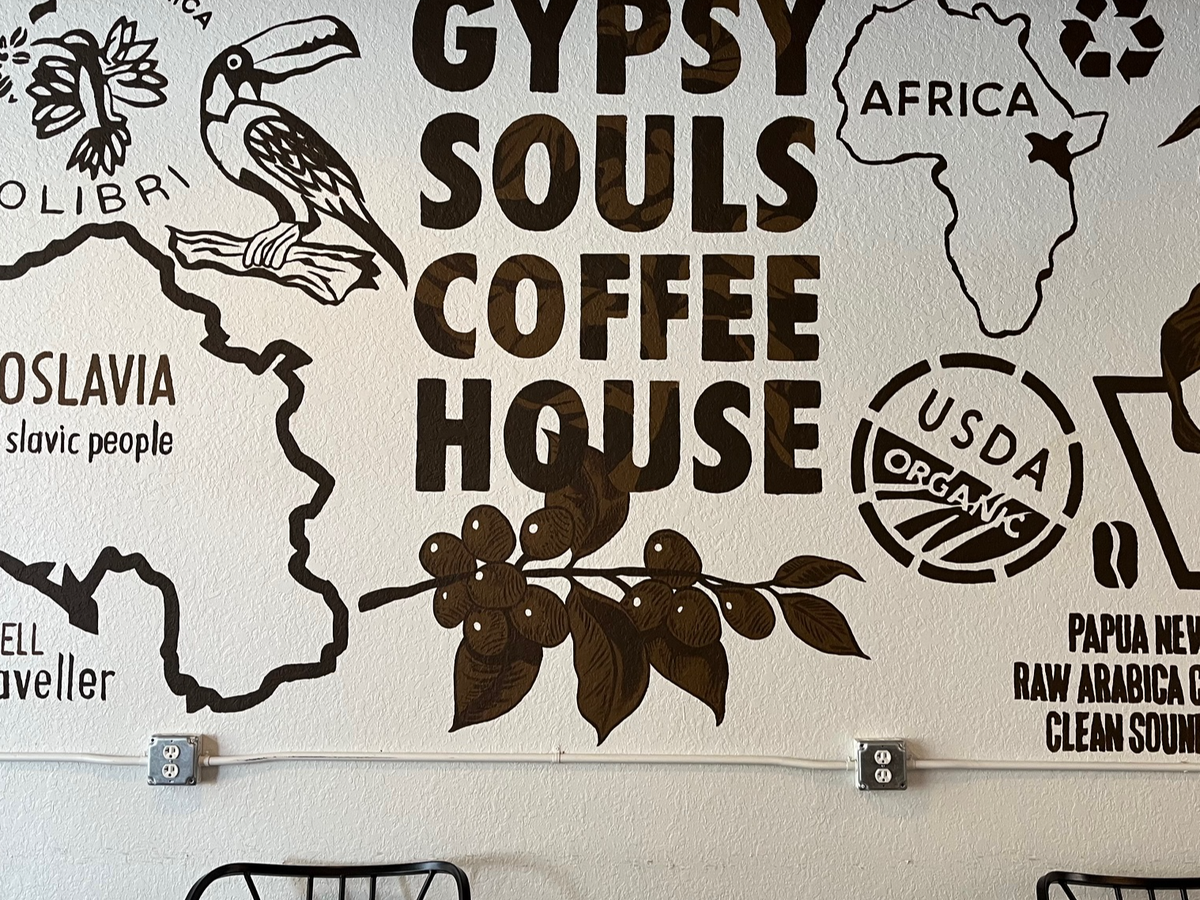 GYPSY
SOULS
COFFEE
HOUSE
OLIBRI
OSLAVIA
slavic people
ELL
aveller
AFRICA
USDA
ORGANIC
PAPUA NEW
RAW ARABICA C
CLEAN SOUN